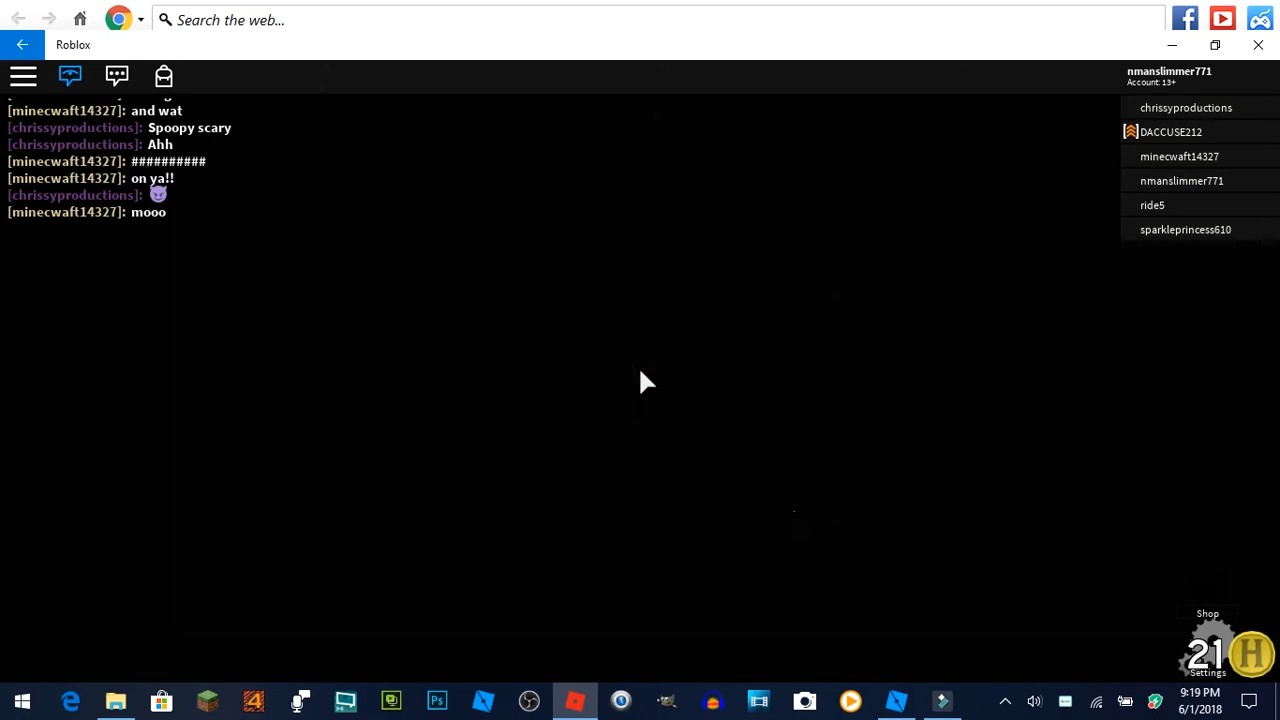 Search the web...
Roblox
nmanslimmer771
Account: 13+
[minecwaft14327]: and wat
[chrissyproductions]: Spoopy scary
[chrissyproductions]: Ahh
[minecwaft14327]: ##########
[minecwaft14327]: on ya!!
[chrissyproductions]: 😈
[minecwaft14327]: mooo
chrissyproductions
DACCUSE212
minecwaft14327
nmanslimmer771
ride5
sparkleprincess610
Shop
21 H
Settings
Ps
9:19 PM
6/1/2018